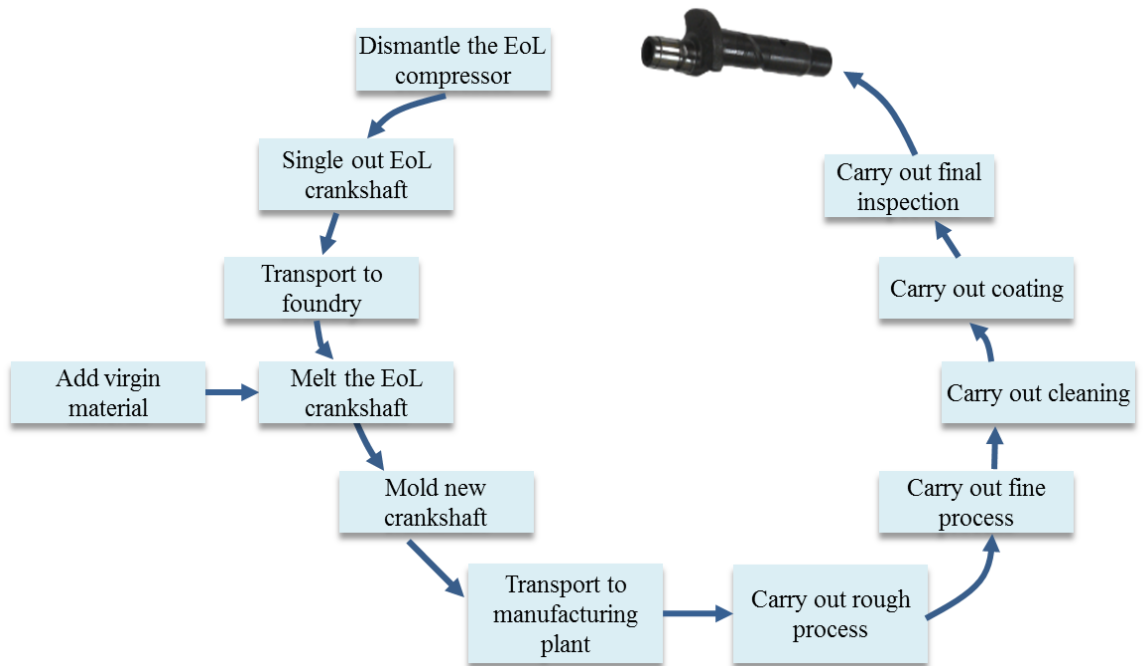 Dismantle the EoL
compressor
Single out EoL
crankshaft
Transport to
foundry
Add virgin
material
Melt the EoL
crankshaft
Mold new
crankshaft
Transport to
manufacturing
plant
Carry out rough
process
Carry out fine
process
Carry out cleaning
Carry out coating
Carry out final
inspection